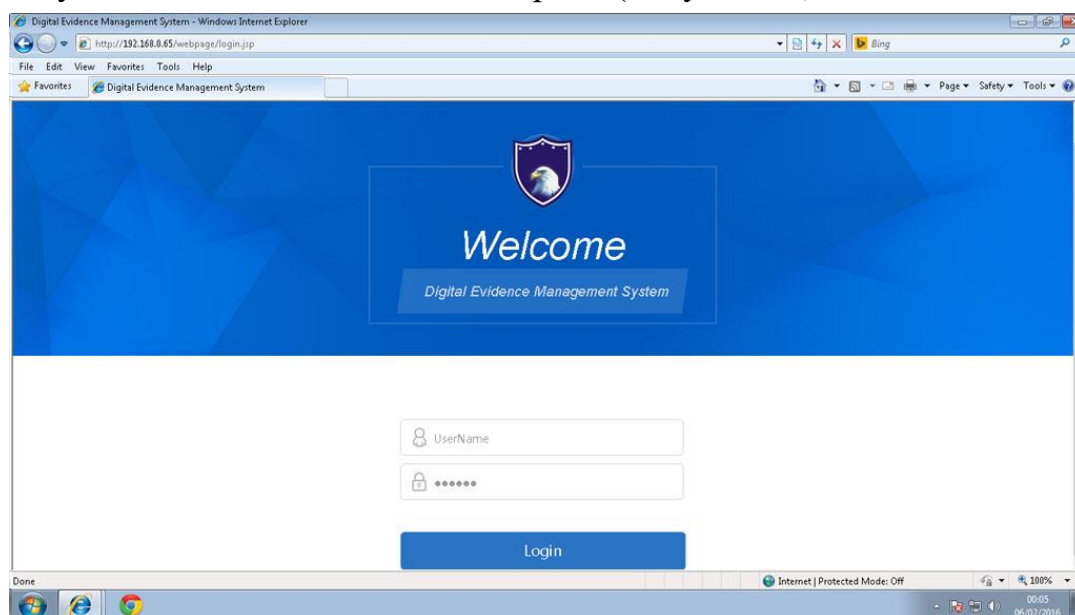 Digital Evidence Management System - Windows Internet Explorer
http://192.168.0.65/webpage/login.jsp
Bing
File Edit View Favorites Tools Help
Favorites Digital Evidence Management System Page Safety Tools
Welcome
Digital Evidence Management System
UserName
Login
Done Internet | Protected Mode: Off 100%
00:05
06/02/2016